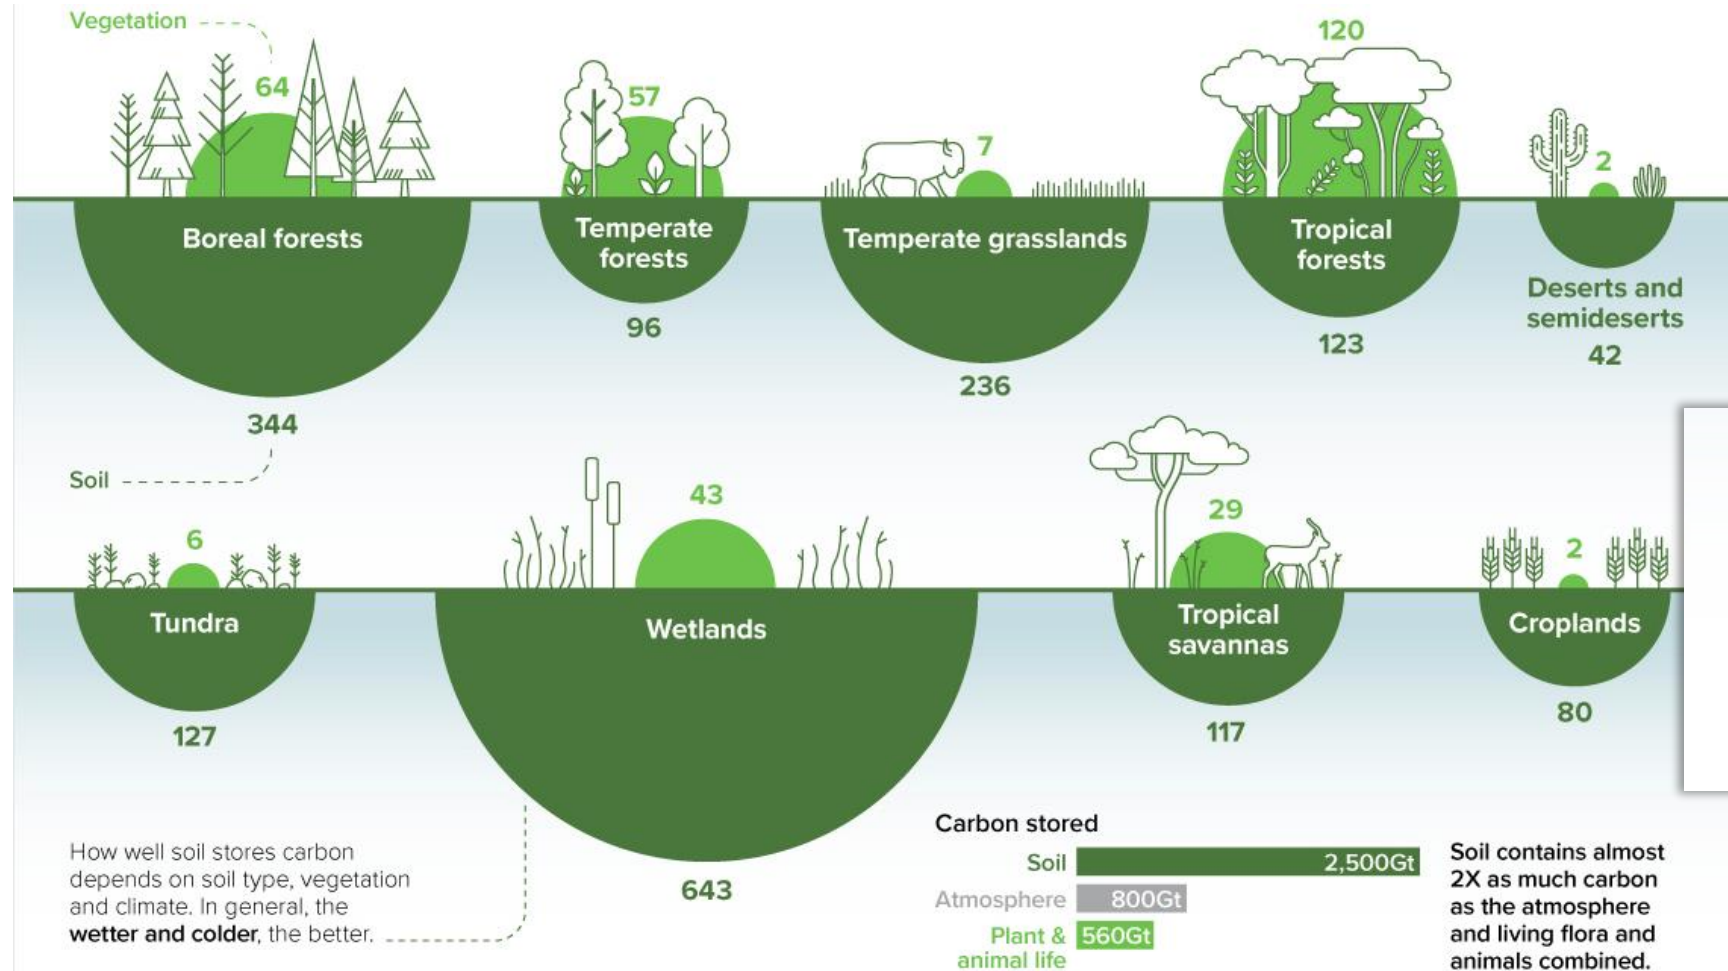 Vegetation
64
57
7
120
2
Boreal forests
Temperate
forests
Temperate grasslands
Tropical
forests
Deserts and
semideserts
344
96
236
123
42
Soil
6
43
29
2
Tundra
Wetlands
Tropical
savannas
Croplands
127
643
117
80
How well soil stores carbon
depends on soil type, vegetation
and climate. In general, the
wetter and colder, the better.
Carbon stored
Soil 2,500Gt
Atmosphere 800Gt
Plant & 560Gt
animal life
Soil contains almost
2X as much carbon
as the atmosphere
and living flora and
animals combined.